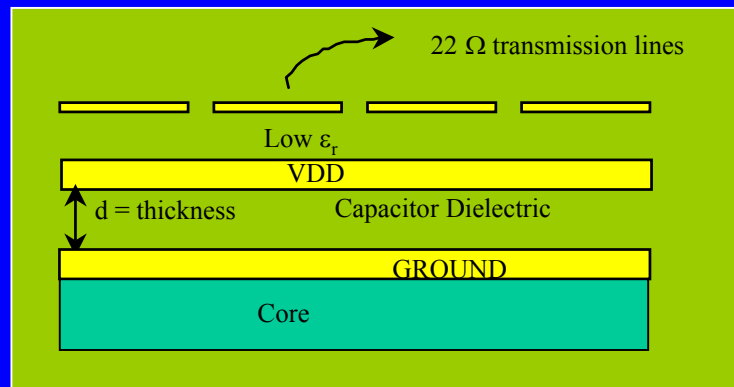 22 Ω transmission lines
Low εr
VDD
d = thickness
Capacitor Dielectric
GROUND
Core